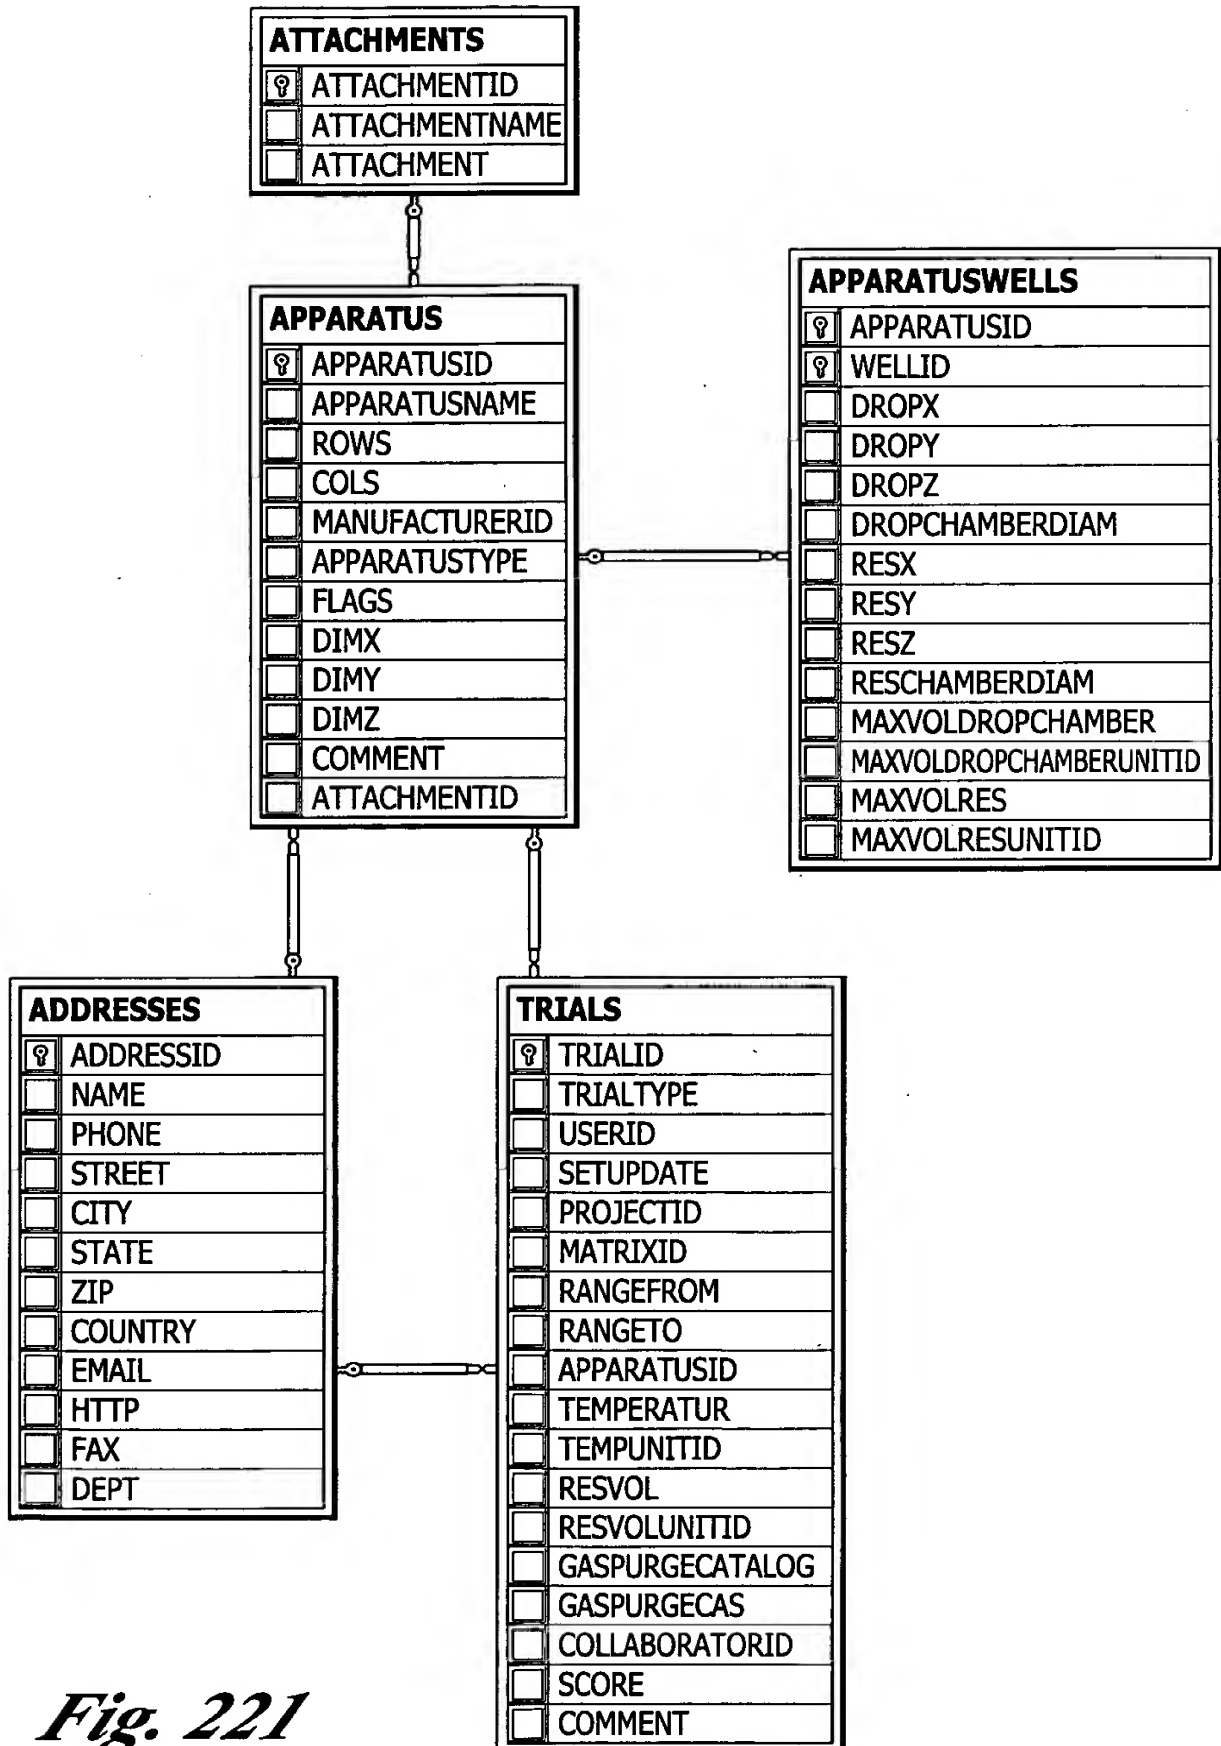 ATTACHMENTS
ATTACHMENTID
ATTACHMENTNAME
ATTACHMENT
APPARATUS
APPARATUSID
APPARATUSNAME
ROWS
COLS
MANUFACTURERID
APPARATUSTYPE
FLAGS
DIMX
DIMY
DIMZ
COMMENT
ATTACHMENTID
APPARATUSWELLS
APPARATUSID
WELLID
DROPX
DROPY
DROPZ
DROPCHAMBERDIAM
RESX
RESY
RESZ
RESCHAMBERDIAM
MAXVOLDROPCHAMBER
MAXVOLDROPCHAMBERUNITID
MAXVOLRES
MAXVOLRESUNITID
ADDRESSES
ADDRESSID
NAME
PHONE
STREET
CITY
STATE
ZIP
COUNTRY
EMAIL
HTTP
FAX
DEPT
TRIALS
TRIALID
TRIALTYPE
USERID
SETUPDATE
PROJECTID
MATRIXID
RANGEFROM
RANGETO
APPARATUSID
TEMPERATUR
TEMPUNITID
RESVOL
RESVOLUNITID
GASPURGECATALOG
GASPURGECAS
COLLABORATORID
SCORE
COMMENT
Fig. 221